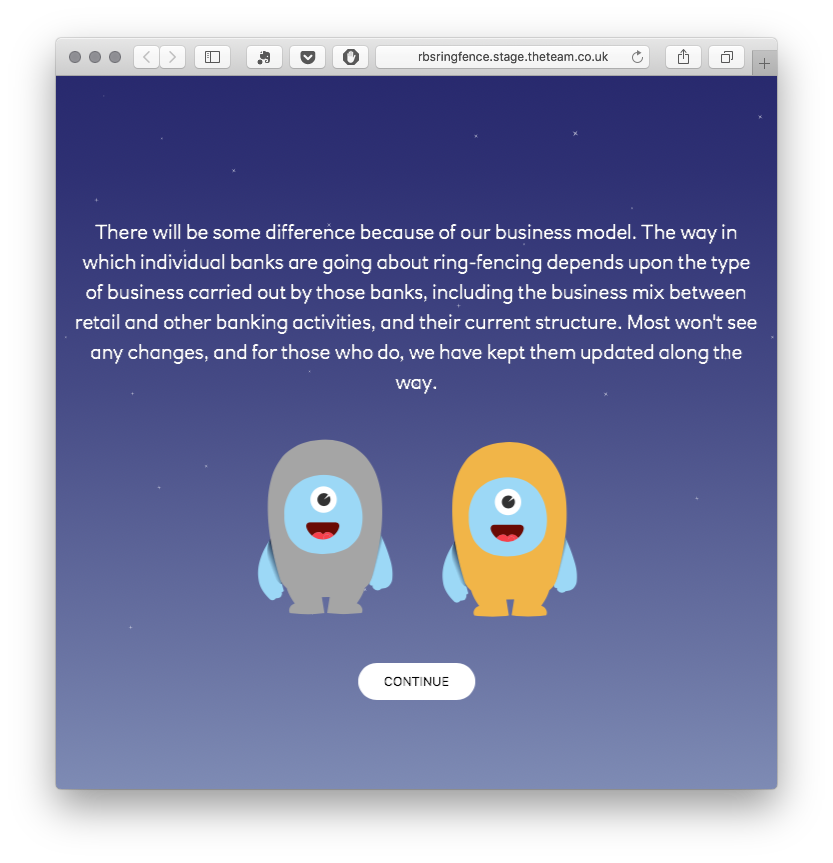 rbsringfence.stage.theteam.co.uk
There will be some difference because of our business model. The way in
which individual banks are going about ring-fencing depends upon the type
of business carried out by those banks, including the business mix between
retail and other banking activities, and their current structure. Most won't see
any changes, and for those who do, we have kept them updated along the
way.
CONTINUE